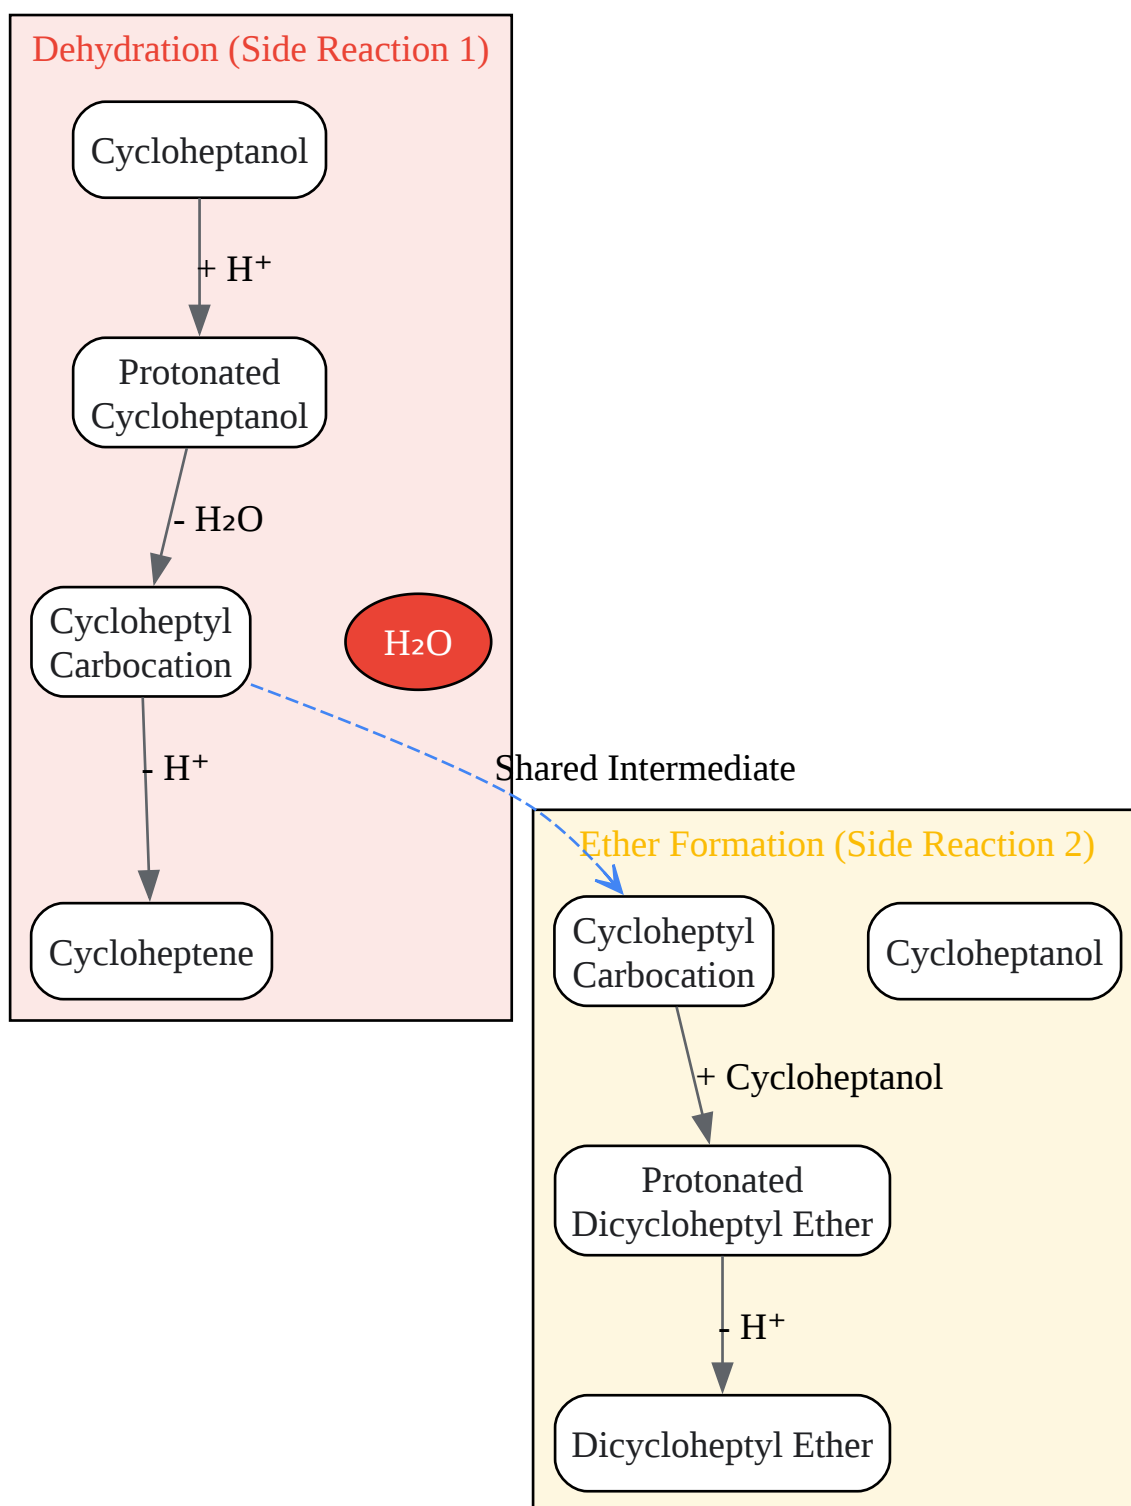 Dehydration (Side Reaction 1)
Cycloheptanol
+ H⁺
Protonated
Cycloheptanol
- H₂O
Cycloheptyl
Carbocation
H₂O
- H⁺
Shared Intermediate
Cycloheptene
Ether Formation (Side Reaction 2)
Cycloheptyl
Carbocation
Cycloheptanol
+ Cycloheptanol
Protonated
Dicycloheptyl Ether
- H⁺
Dicycloheptyl Ether